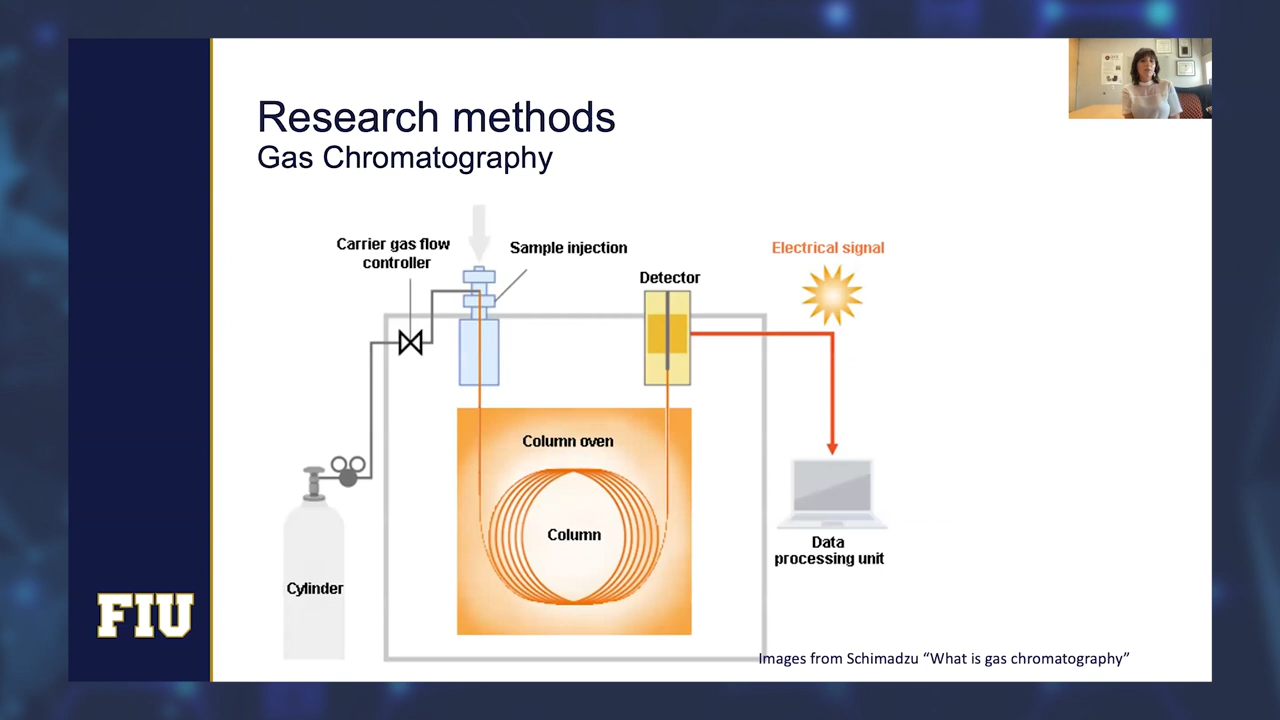 Research methods
Gas Chromatography
Carrier gas flow
controller
Sample injection
Detector
Electrical signal
Column oven
Column
Cylinder
Data
processing unit
FIU
Images from Schimadzu “What is gas chromatography”